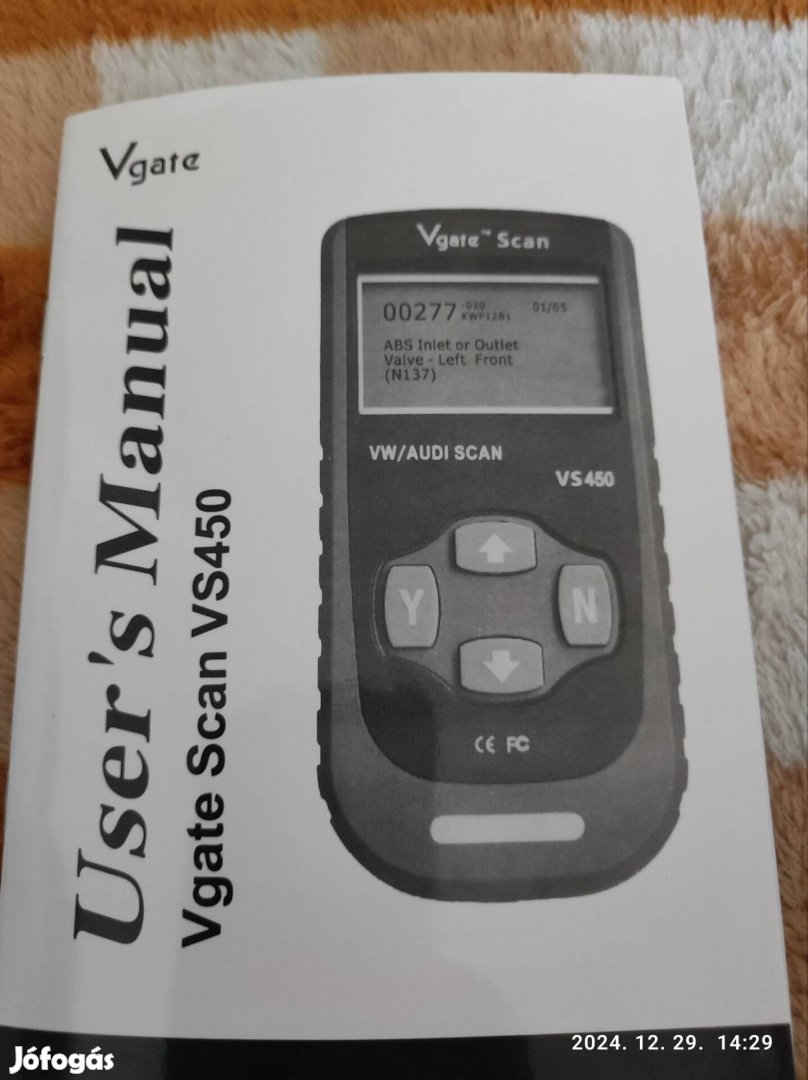 Vgate
User's Manual
Vgate Scan VS450
Vgate™ Scan
00277 -020 01/05
KWP1281
ABS Inlet or Outlet
Valve - Left Front
(N137)
VW/AUDI SCAN
VS450
Y N
CE FC
Jófogás
2024. 12. 29. 14:29